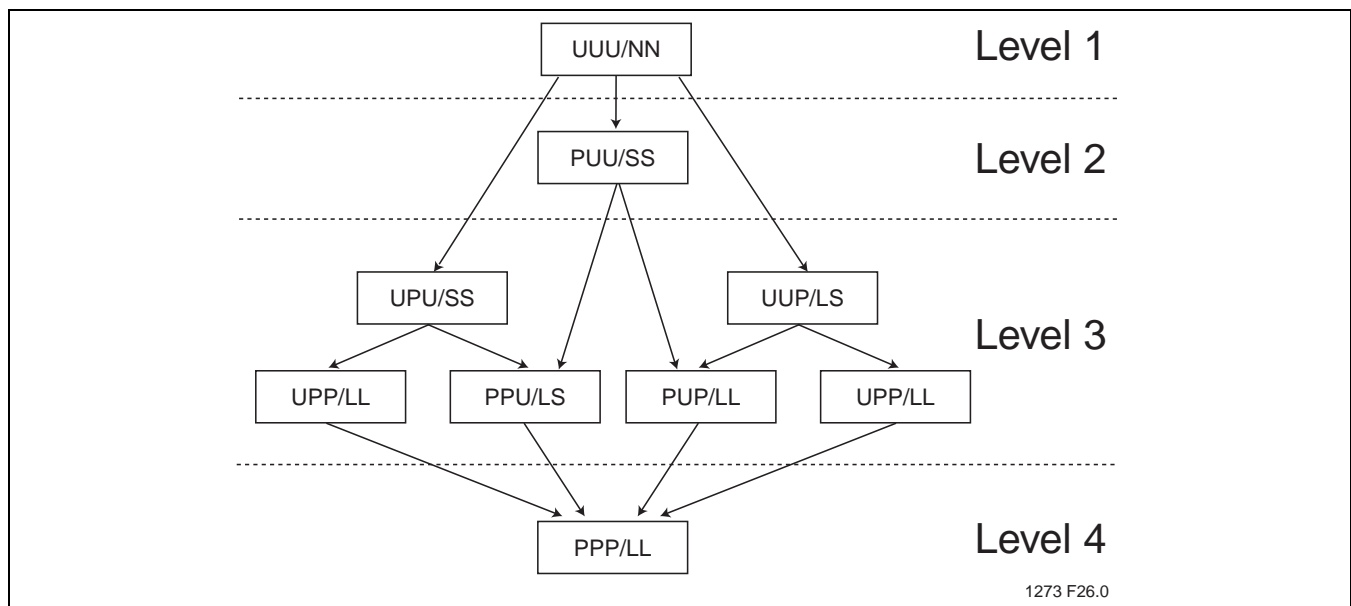 UUU/NN
Level 1
PUU/SS
Level 2
UPU/SS
UUP/LS
Level 3
UPP/LL
PPU/LS
PUP/LL
UPP/LL
PPP/LL
Level 4
1273 F26.0